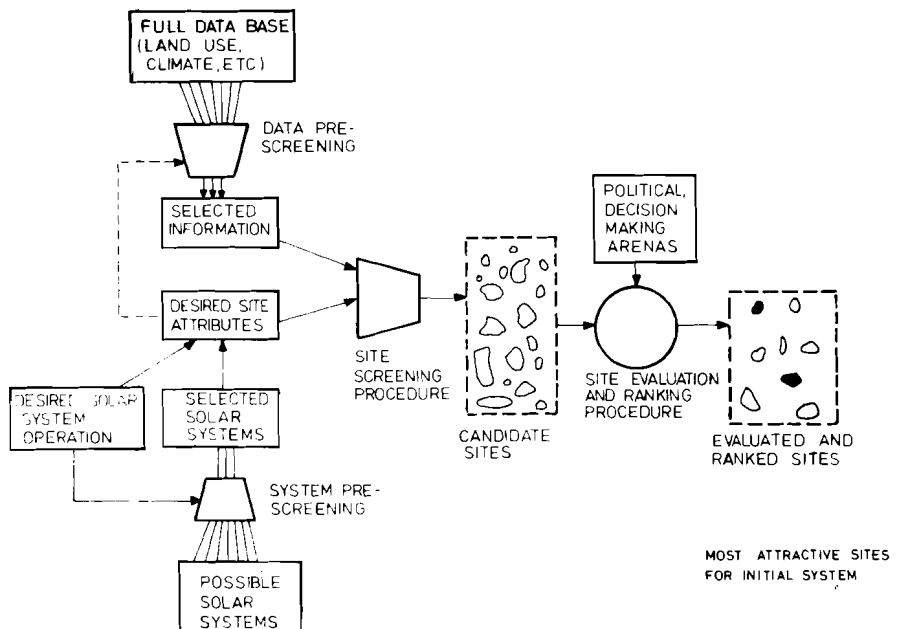 FULL DATA BASE
(LAND USE,
CLIMATE, ETC)
DATA PRE-
SCREENING
SELECTED
INFORMATION
POLITICAL,
DECISION
MAKING
ARENAS
DESIRED SITE
ATTRIBUTES
SITE
SCREENING
PROCEDURE
CANDIDATE
SITES
SITE EVALUATION
AND RANKING
PROCEDURE
EVALUATED AND
RANKED SITES
DESIRED SOLAR
SYSTEM
OPERATION
SELECTED
SOLAR
SYSTEMS
SYSTEM PRE-
SCREENING
POSSIBLE
SOLAR
SYSTEMS
MOST ATTRACTIVE SITES
FOR INITIAL SYSTEM